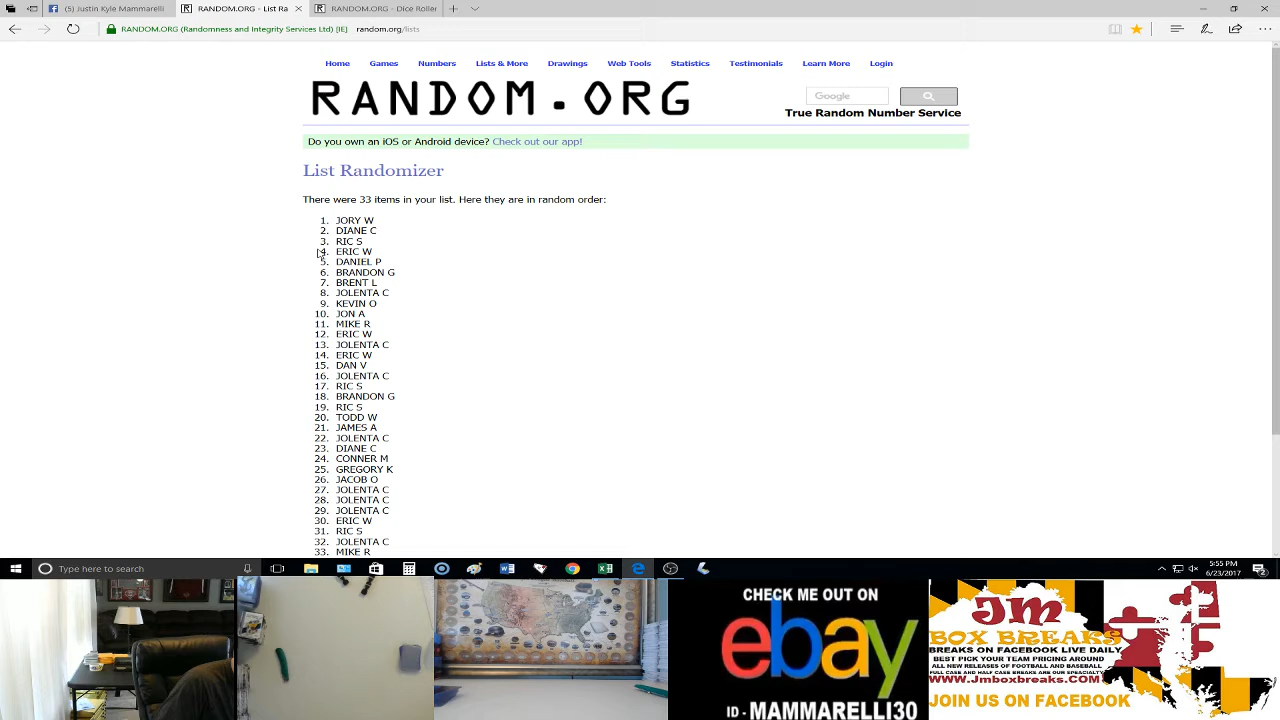 (5) Justin Kyle Mammarelli
RANDOM.ORG - List Ra
RANDOM.ORG - Dice Roller
RANDOM.ORG (Randomness and Integrity Services Ltd) [IE] random.org/lists
Home Games Numbers Lists & More Drawings Web Tools Statistics Testimonials Learn More Login
RANDOM.ORG
Google
True Random Number Service
Do you own an iOS or Android device? Check out our app!
List Randomizer
There were 33 items in your list. Here they are in random order:
1. JORY W
2. DIANE C
3. RIC S
4. ERIC W
5. DANIEL P
6. BRANDON G
7. BRENT L
8. JOLENTA C
9. KEVIN O
10. JON A
11. MIKE R
12. ERIC W
13. JOLENTA C
14. ERIC W
15. DAN V
16. JOLENTA C
17. RIC S
18. BRANDON G
19. RIC S
20. TODD W
21. JAMES A
22. JOLENTA C
23. DIANE C
24. CONNER M
25. GREGORY K
26. JACOB O
27. JOLENTA C
28. JOLENTA C
29. JOLENTA C
30. ERIC W
31. RIC S
32. JOLENTA C
33. MIKE R
Type here to search
5:55 PM
6/23/2017
CHECK ME OUT ON
ebay
ID - MAMMARELLI30
Jm
BOX BREAKS
BREAKS ON FACEBOOK LIVE DAILY
BEST PICK YOUR TEAM PRICING AROUND
ALL NEW RELEASES OF FOOTBALL AND BASEBALL
FULL CASE AND HALF CASE BREAKS ARE OUR SPECIALTY
WWW.Jmboxbreaks.COM
JOIN US ON FACEBOOK